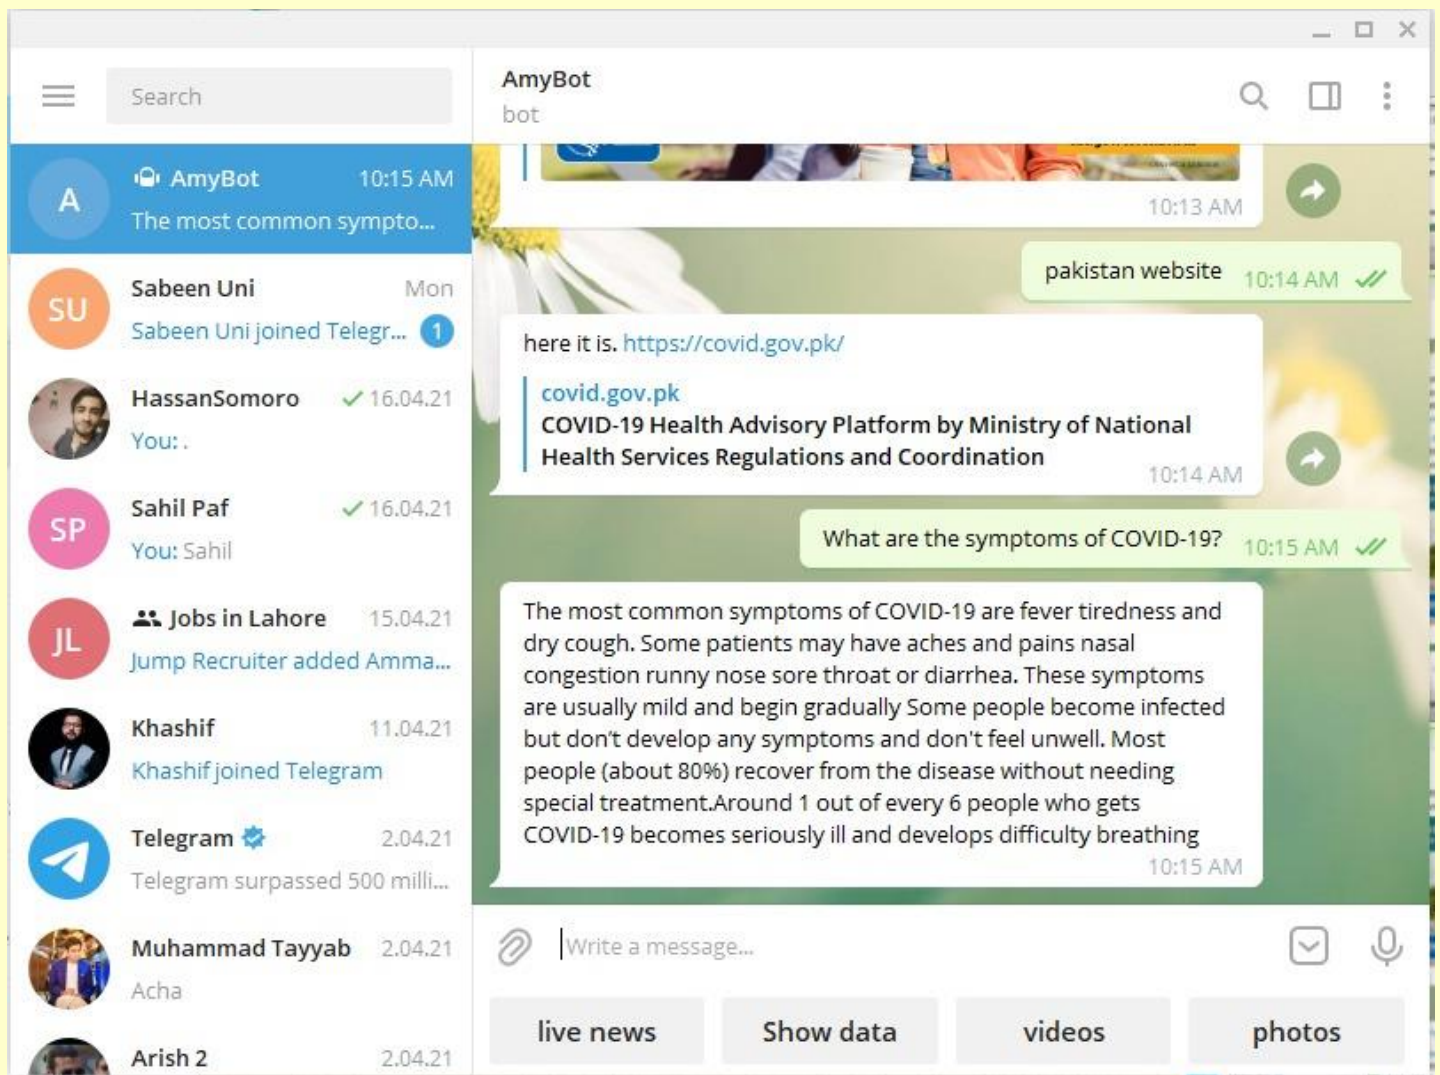 Search
A
AmyBot
10:15 AM
The most common sympto...
SU
Sabeen Uni
Mon
Sabeen Uni joined Telegr...
1
HassanSomoro
16.04.21
You: .
SP
Sahil Paf
16.04.21
You: Sahil
JL
Jobs in Lahore
15.04.21
Jump Recruiter added Amma...
Khashif
11.04.21
Khashif joined Telegram
Telegram
2.04.21
Telegram surpassed 500 milli...
Muhammad Tayyab
2.04.21
Acha
Arish 2
2.04.21
AmyBot
bot
10:13 AM
pakistan website
10:14 AM
here it is. https://covid.gov.pk/
covid.gov.pk
COVID-19 Health Advisory Platform by Ministry of National
Health Services Regulations and Coordination
10:14 AM
What are the symptoms of COVID-19?
10:15 AM
The most common symptoms of COVID-19 are fever tiredness and
dry cough. Some patients may have aches and pains nasal
congestion runny nose sore throat or diarrhea. These symptoms
are usually mild and begin gradually Some people become infected
but don’t develop any symptoms and don't feel unwell. Most
people (about 80%) recover from the disease without needing
special treatment.Around 1 out of every 6 people who gets
COVID-19 becomes seriously ill and develops difficulty breathing
10:15 AM
Write a message...
live news
Show data
videos
photos